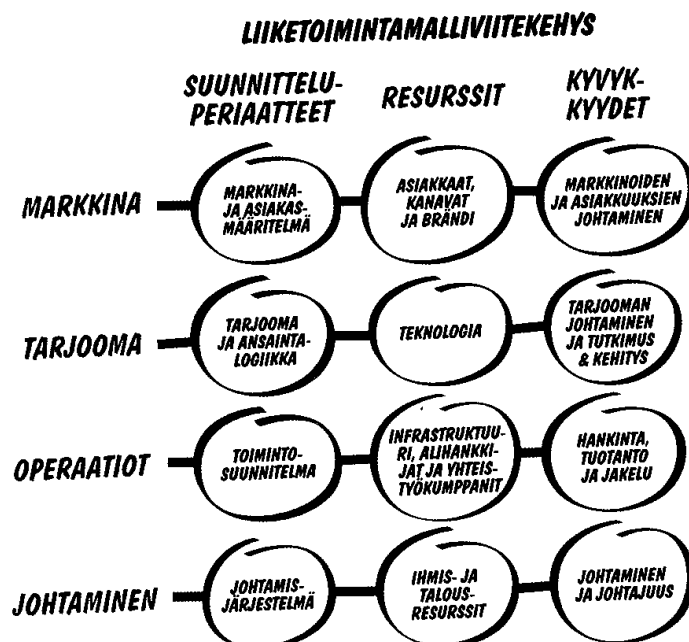 LIIKETOIMINTAMALLIVIITEKEHYS
SUUNNITTELU-
PERIAATTEET
RESURSSIT
KYVYK-
KYYDET
MARKKINA
MARKKINA-
JA ASIAKAS-
MÄÄRITELMÄ
ASIAKKAAT,
KANAVAT
JA BRÄNDI
MARKKINOIDEN
JA ASIAKKUUKSIEN
JOHTAMINEN
TARJOOMA
TARJOOMA
JA ANSAINTA-
LOGIIKKA
TEKNOLOGIA
TARJOOMAN
JOHTAMINEN
JA TUTKIMUS
& KEHITYS
OPERAATIOT
TOIMINTO-
SUUNNITELMA
INFRASTRUKTUU-
RI, ALIHANKKI-
JAT JA YHTEIS-
TYÖKUMPPANIT
HANKINTA,
TUOTANTO
JA JAKELU
JOHTAMINEN
JOHTAMIS-
JÄRJESTELMÄ
IHMIS- JA
TALOUS-
RESURSSIT
JOHTAMINEN
JA JOHTAJUUS